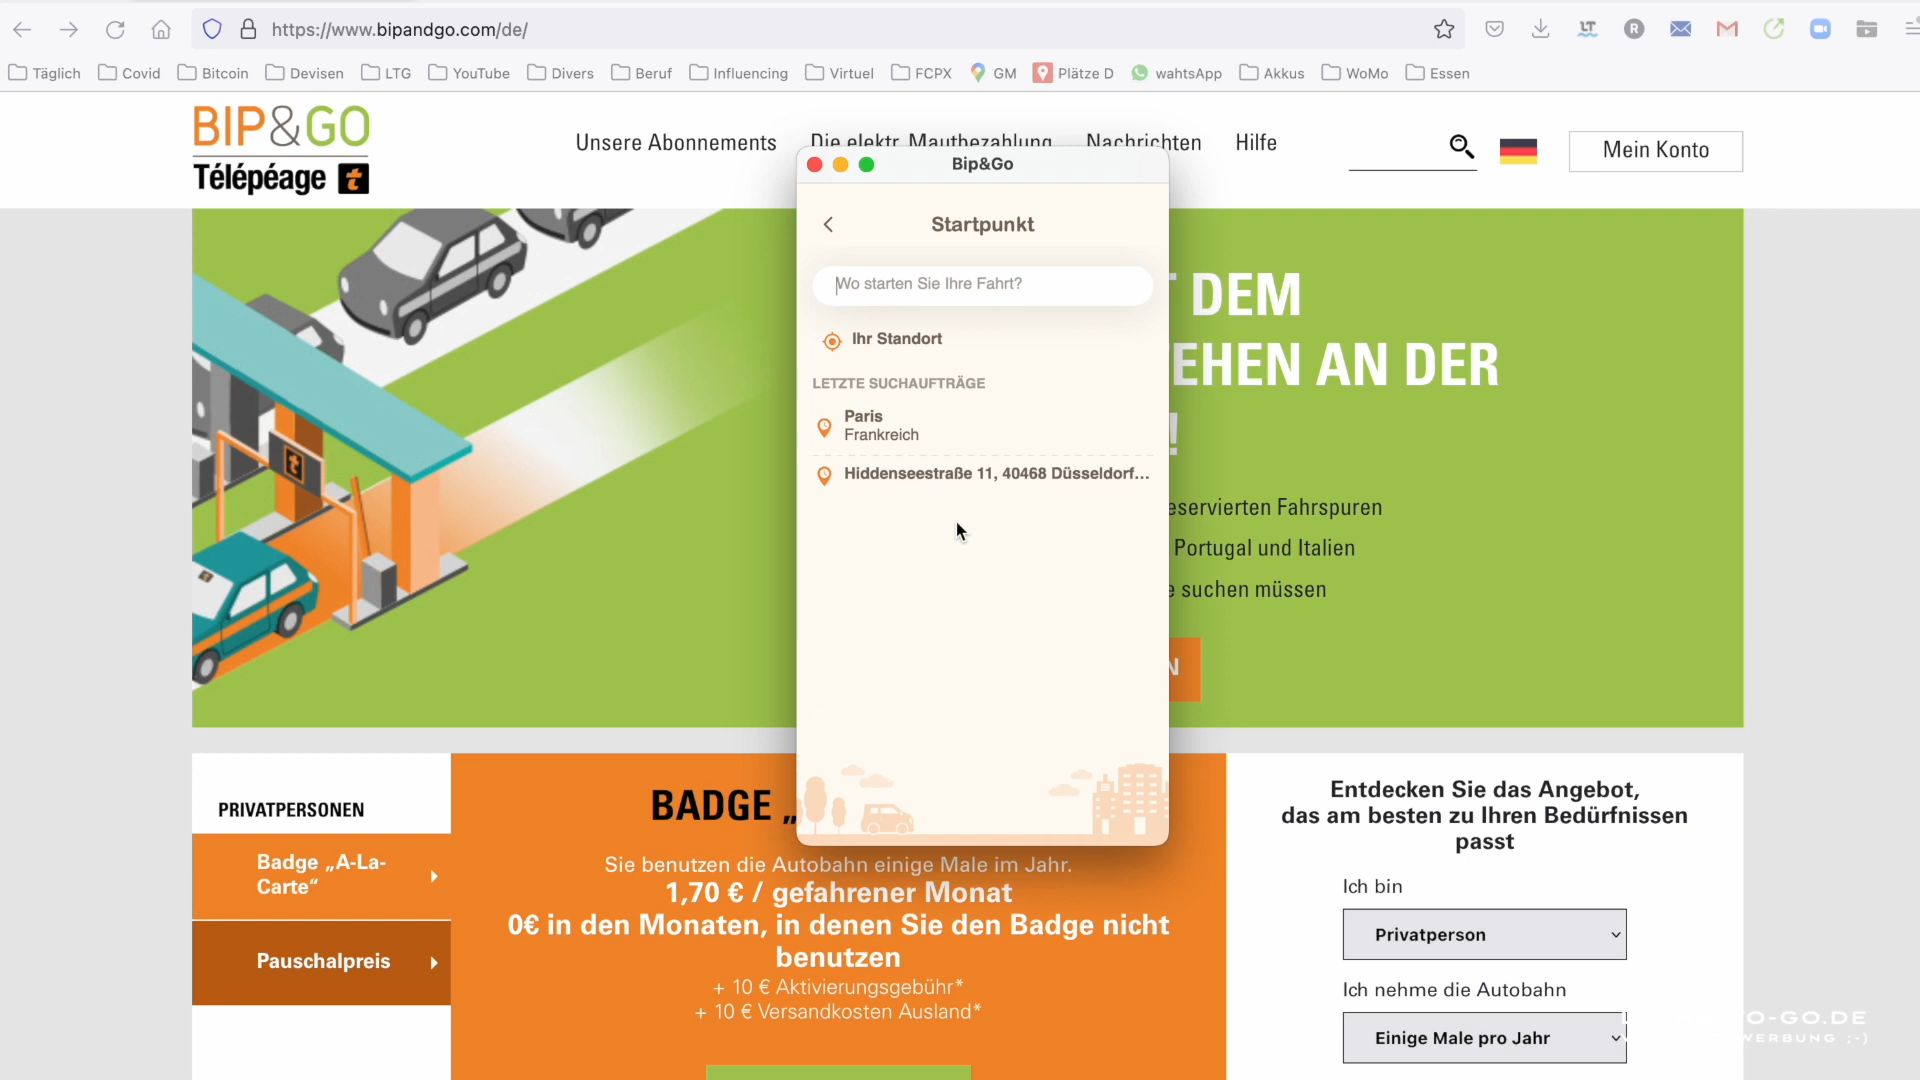 https://www.bipandgo.com/de/
Täglich Covid Bitcoin Devisen LTG YouTube Divers Beruf Influencing Virtuel FCPX GM Plätze D wahtsApp Akkus WoMo Essen
BIP&GO
Télépéage t
Unsere Abonnements Die elektr. Mautbezahlung Nachrichten Hilfe
Mein Konto
Bip&Go
Startpunkt
Wo starten Sie Ihre Fahrt?
Ihr Standort
LETZTE SUCHAUFTRÄGE
Paris
Frankreich
Hiddenseestraße 11, 40468 Düsseldorf...
DEM
EHEN AN DER
!
eservierten Fahrspuren
Portugal und Italien
e suchen müssen
N
PRIVATPERSONEN
Badge „A-La-
Carte“
Pauschalpreis
BADGE „
Sie benutzen die Autobahn einige Male im Jahr.
1,70 € / gefahrener Monat
0€ in den Monaten, in denen Sie den Badge nicht
benutzen
+ 10 € Aktivierungsgebühr*
+ 10 € Versandkosten Ausland*
Entdecken Sie das Angebot,
das am besten zu Ihren Bedürfnissen
passt
Ich bin
Privatperson
Ich nehme die Autobahn
Einige Male pro Jahr
O-GO.DE
WERBUNG ;-)